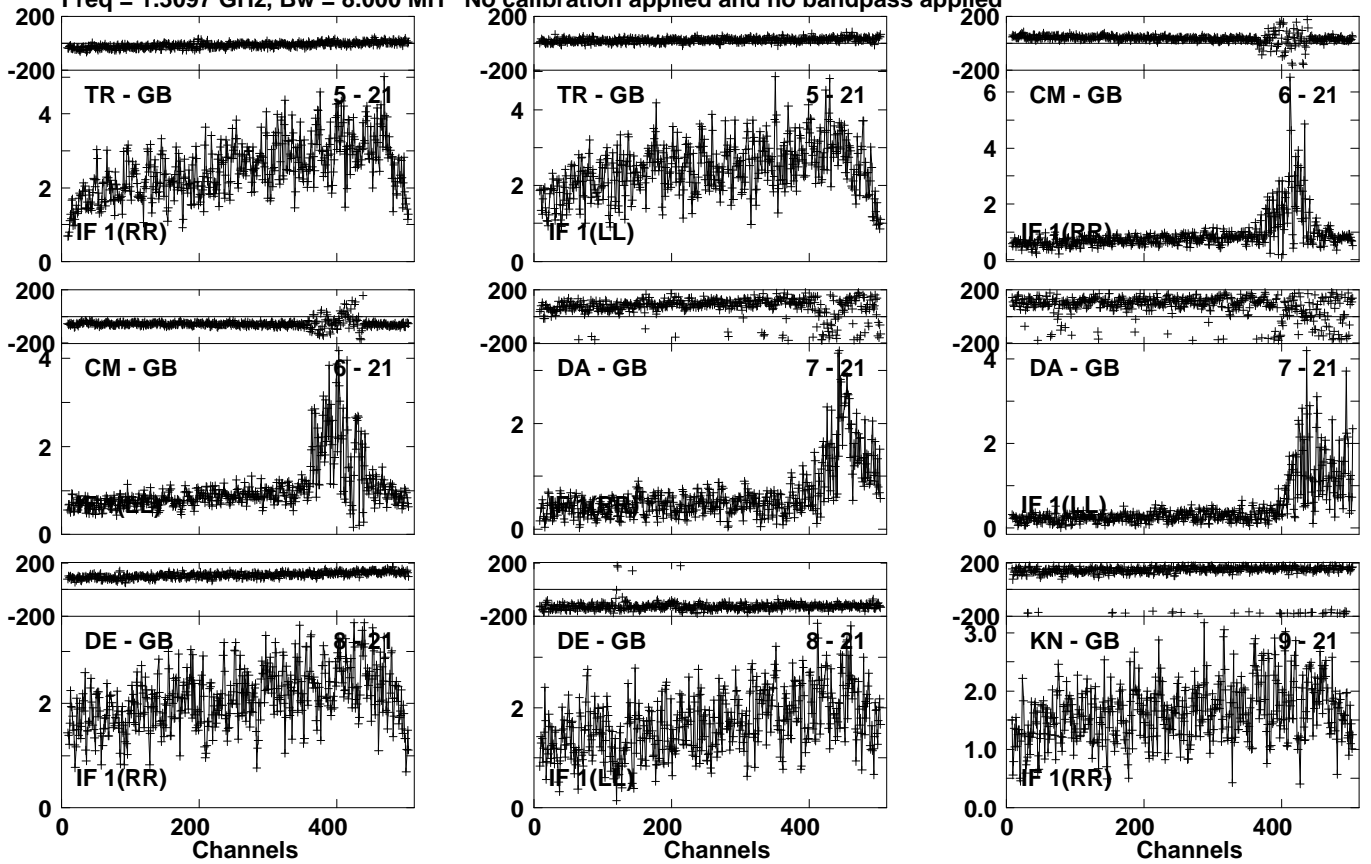 Freq = 1.3097 GHz, Bw = 8.000 MH No calibration applied and no bandpass applied
200
-200
TR - GB 5 - 21
4
2
0
IF 1(RR)
200
-200
TR - GB 5 - 21
4
2
0
IF 1(LL)
200
-200
CM - GB 6 - 21
6
4
2
0
IF 1(RR)
200
-200
CM - GB 6 - 21
4
2
0
IF 1(LL)
200
-200
DA - GB 7 - 21
2
0
200
-200
DA - GB 7 - 21
4
2
0
IF 1(LL)
200
-200
DE - GB 8 - 21
2
0
IF 1(RR)
0 200 400
Channels
200
-200
DE - GB 8 - 21
2
0
IF 1(LL)
0 200 400
Channels
200
-200
KN - GB 9 - 21
3.0
2.0
1.0
0.0
IF 1(RR)
0 200 400
Channels